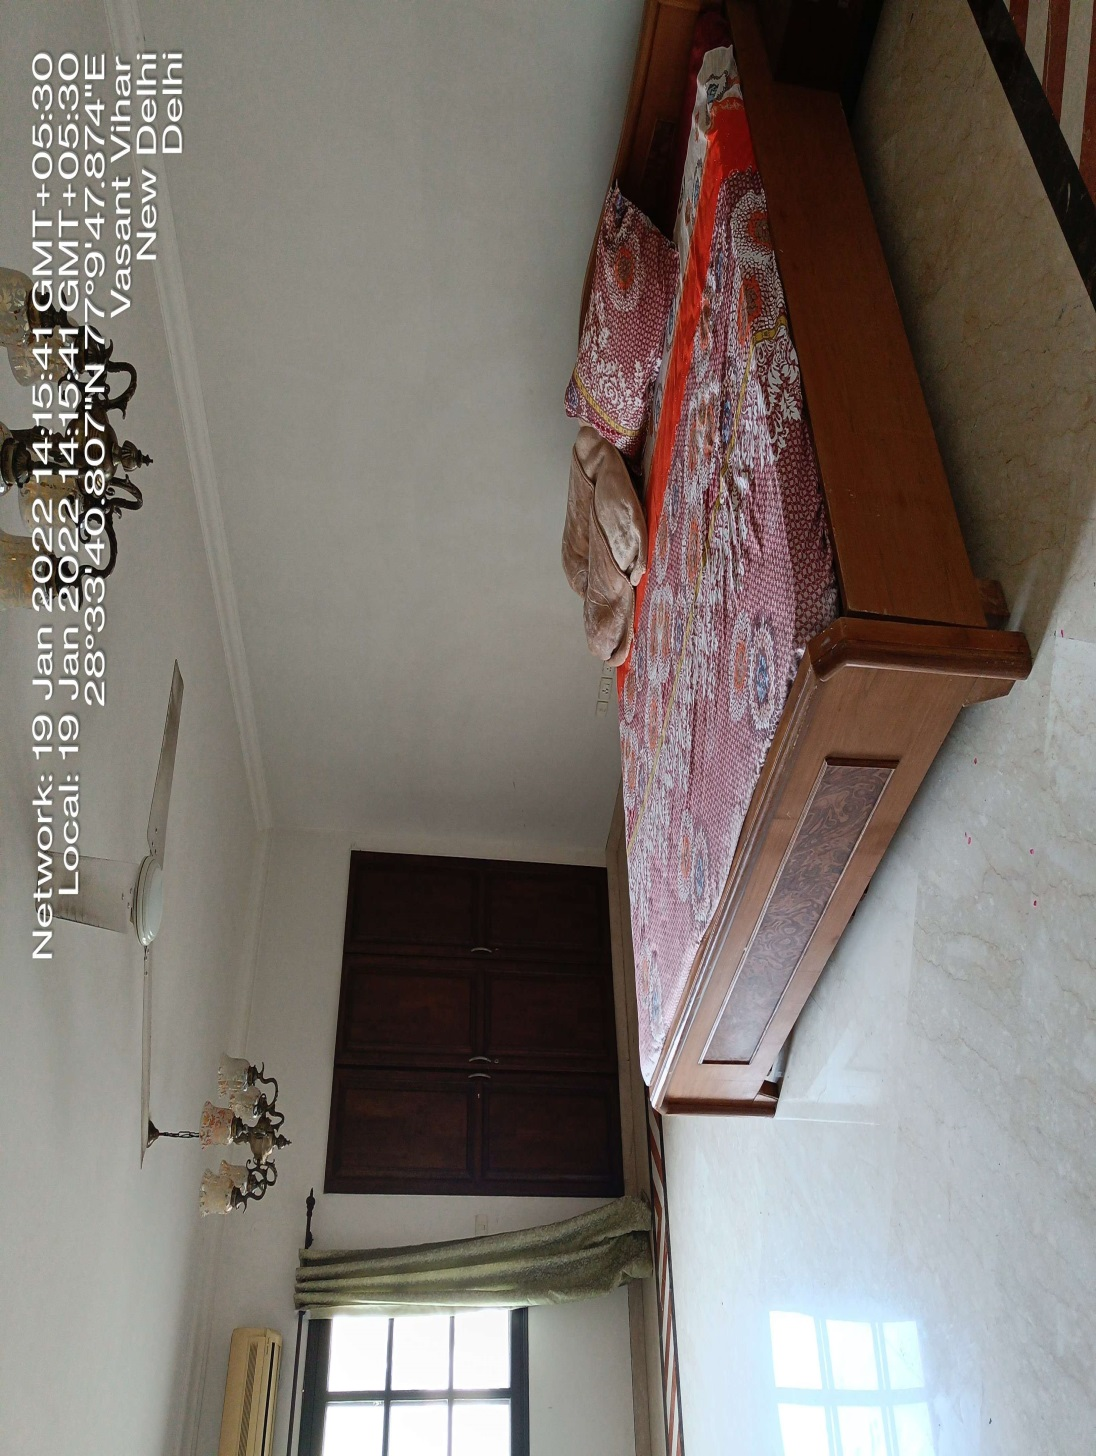 Network: 19 Jan 2022 14:15:41 GMT+05:30
Local: 19 Jan 2022 14:15:41 GMT+05:30
28°33'40.807"N 77°9'47.874"E
Vasant Vihar
New Delhi
Delhi